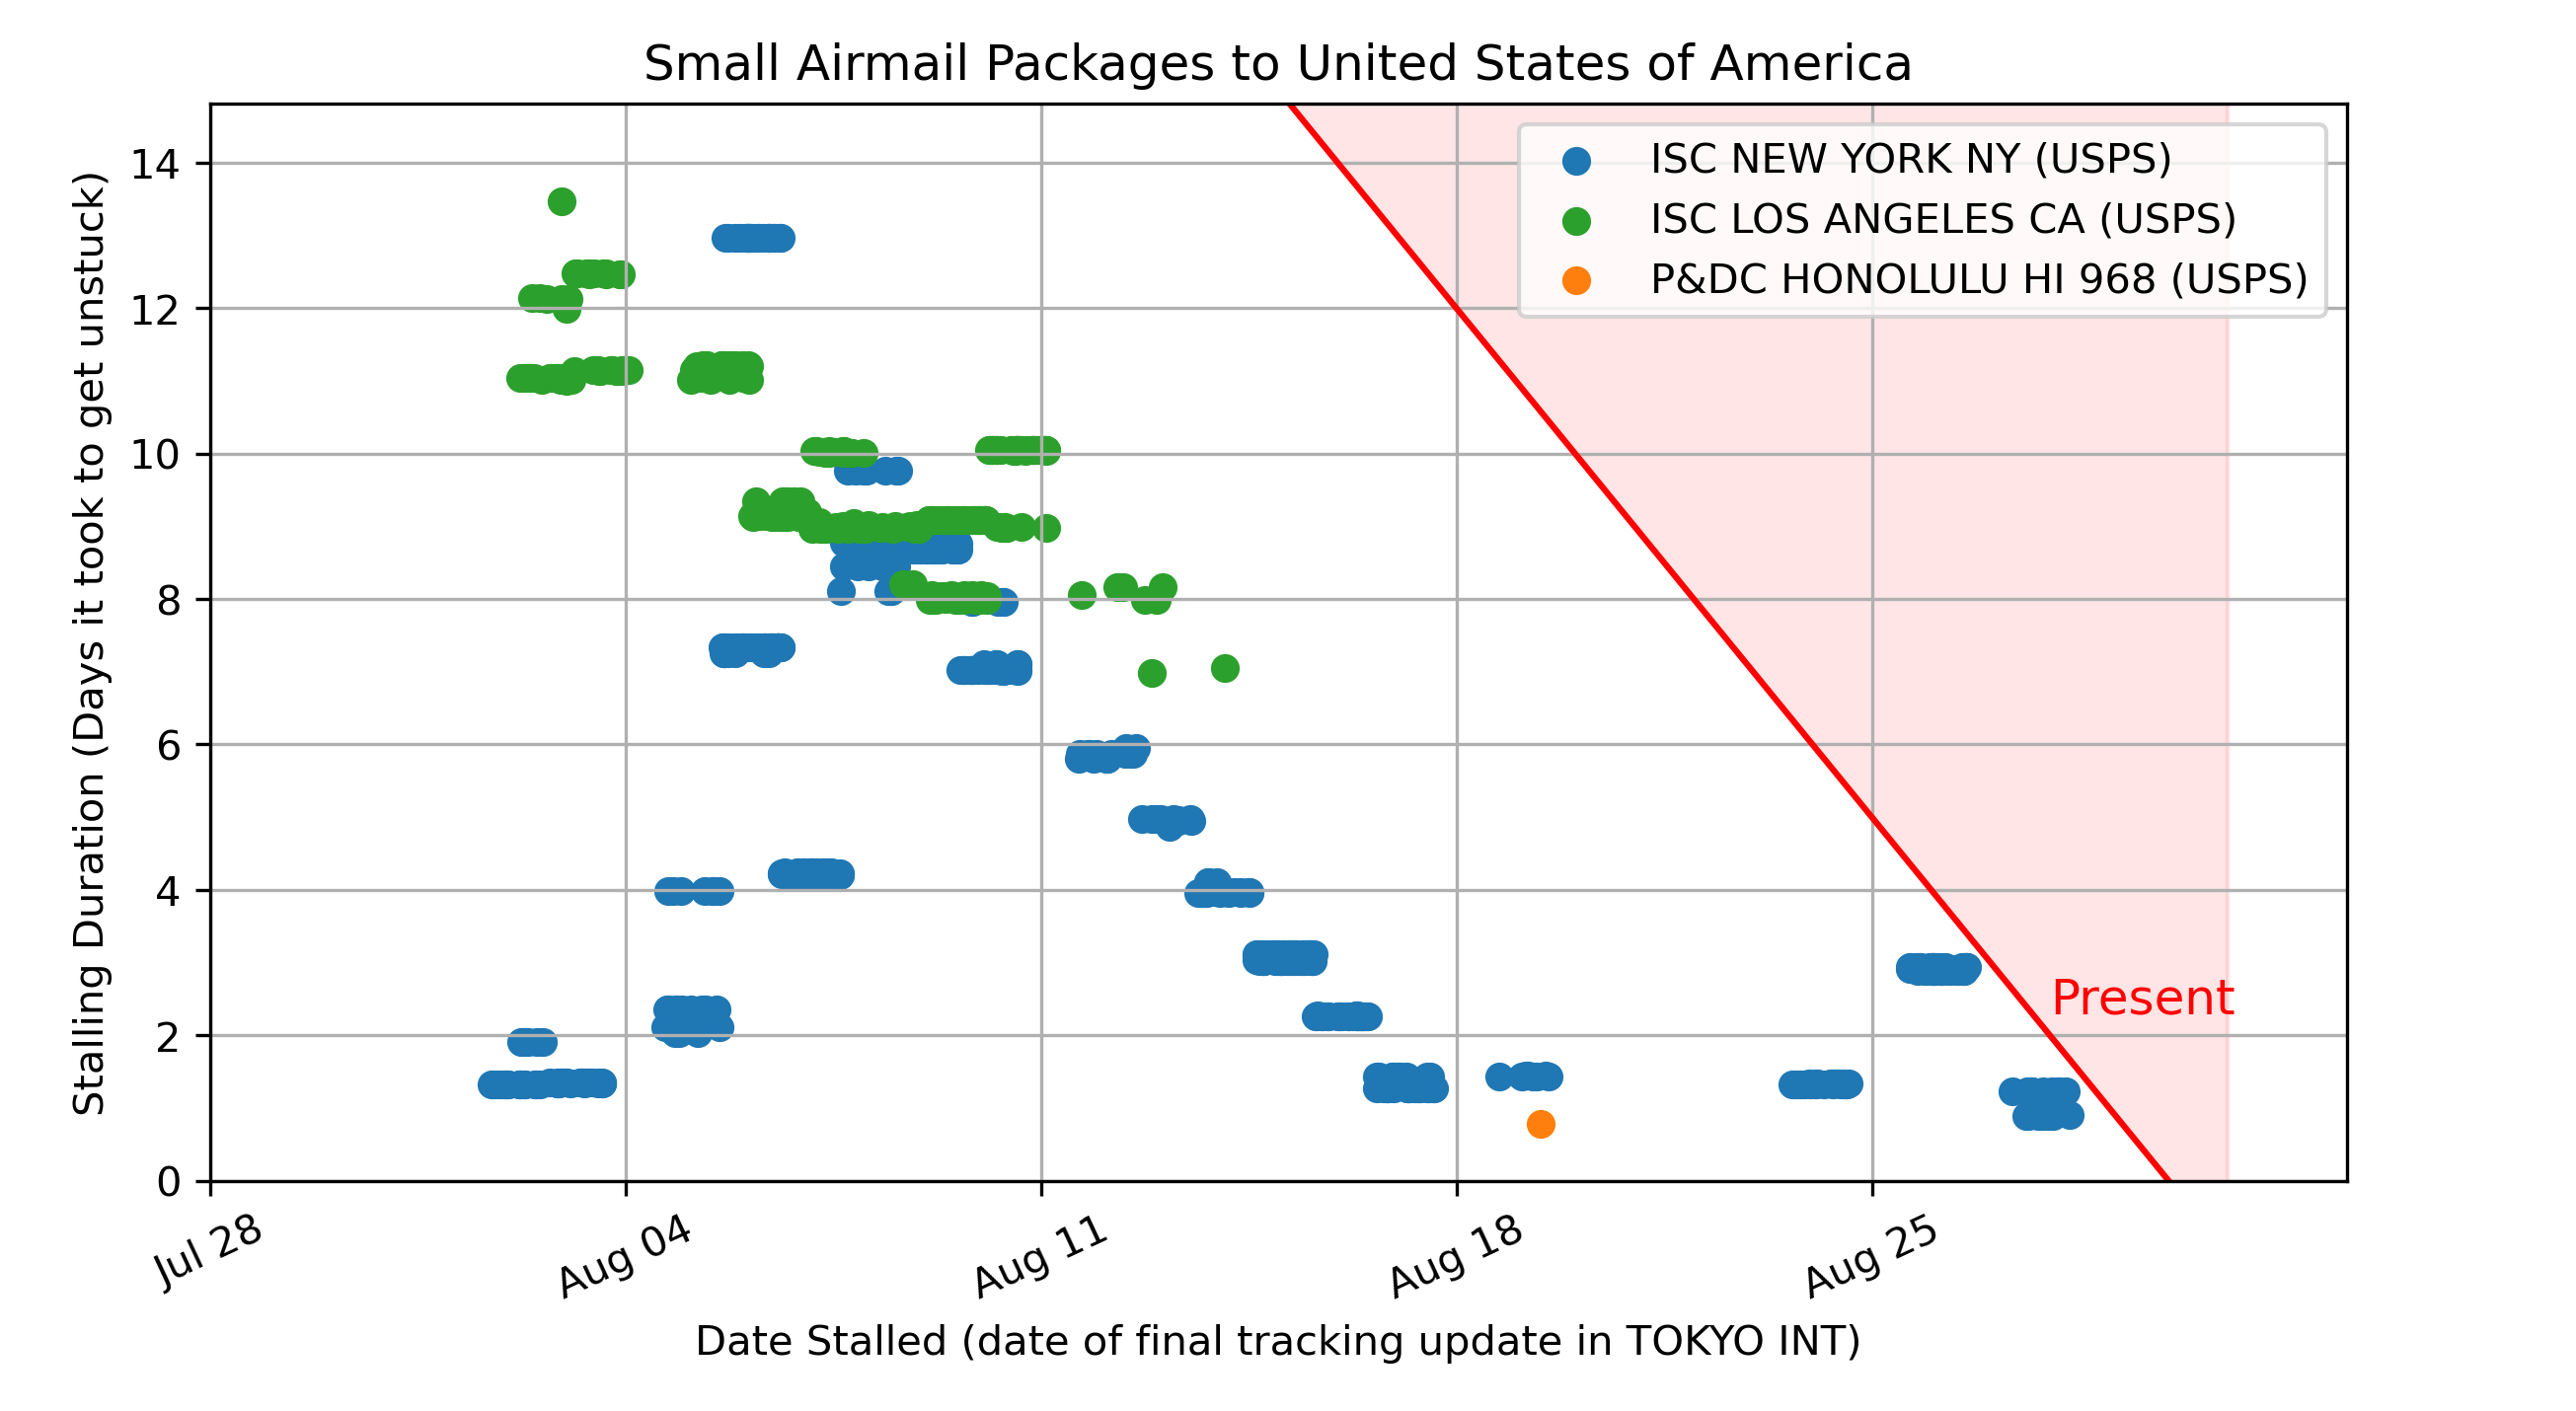 Small Airmail Packages to United States of America
Stalling Duration (Days it took to get unstuck)
14
12
10
8
6
4
2
0
ISC NEW YORK NY (USPS)
ISC LOS ANGELES CA (USPS)
P&DC HONOLULU HI 968 (USPS)
Present
Jul 28
Aug 04
Aug 11
Aug 18
Aug 25
Date Stalled (date of final tracking update in TOKYO INT)